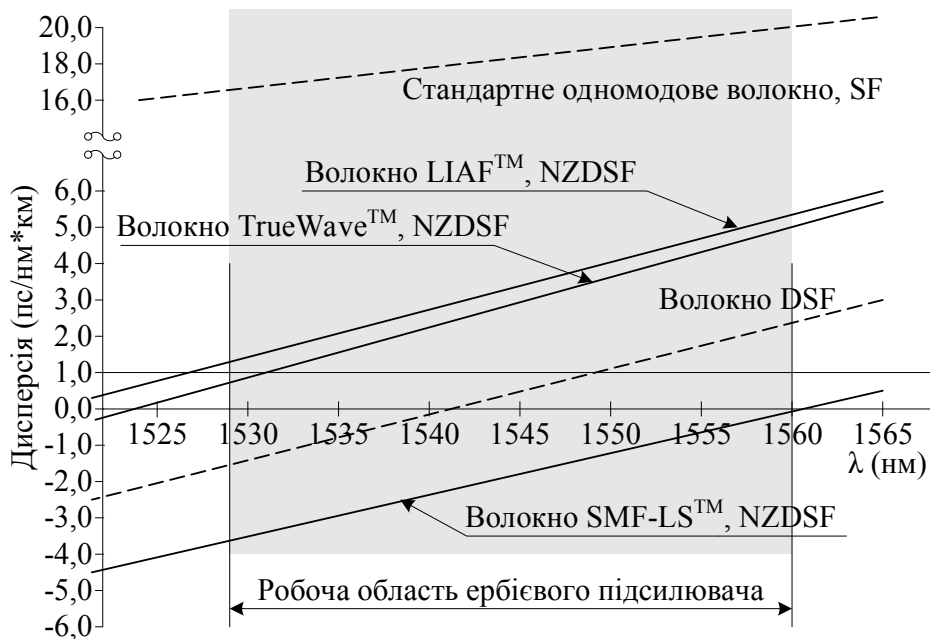 20,0
18,0
Стандартне одномодове волокно, SF
16,0
Волокно LIAF™, NZDSF
6,0
Волокно TrueWave™, NZDSF
5,0
4,0
3,0
Волокно DSF
2,0
1,0
0,0
1525 1530 1535 1540 1545 1550 1555 1560 1565
λ (нм)
-1,0
-2,0
-3,0
Волокно SMF-LS™, NZDSF
-4,0
-5,0
Робоча область ербієвого підсилювача
-6,0
Дисперсія (пс/нм*км)